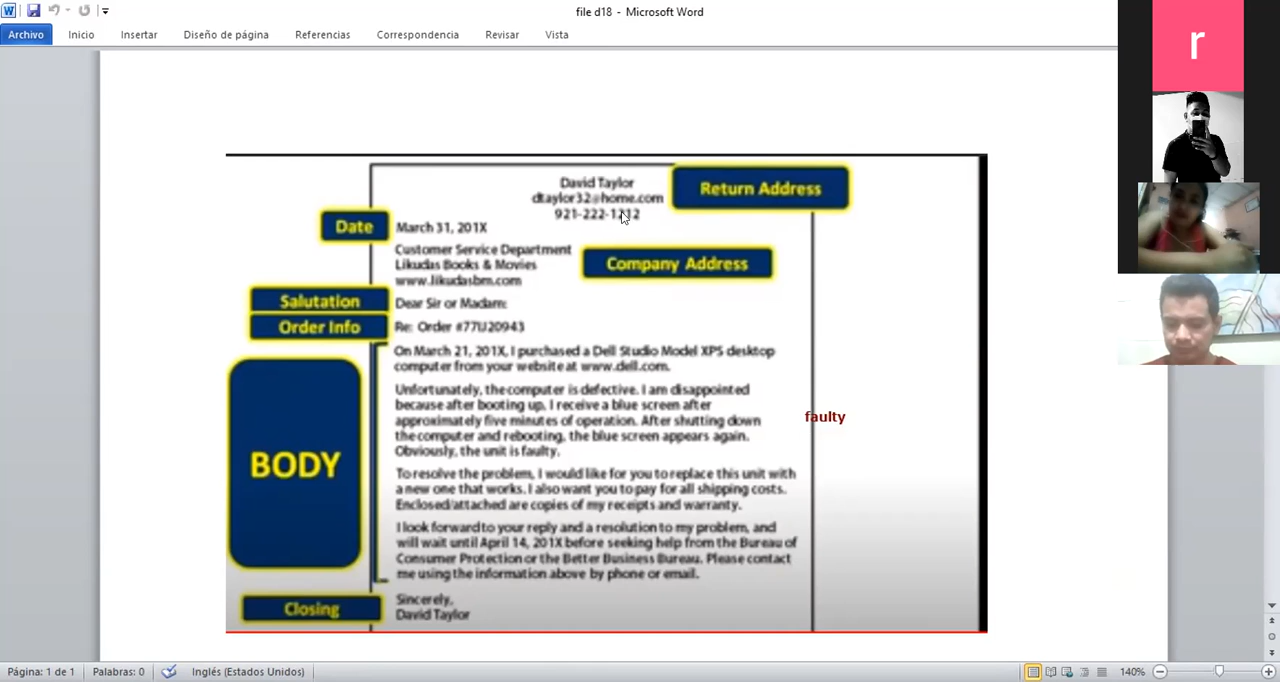 file d18 - Microsoft Word
Archivo Inicio Insertar Diseño de página Referencias Correspondencia Revisar Vista
r
David Taylor
dtaylor32@home.com
921-222-1212
Return Address
Date
March 31, 201X
Customer Service Department
Likudas Books & Movies
www.likudasbm.com
Company Address
Salutation
Dear Sir or Madam:
Order Info
Re: Order #77IJ20943
BODY
On March 21, 201X, I purchased a Dell Studio Model XPS desktop
computer from your website at www.dell.com.
Unfortunately, the computer is defective. I am disappointed
because after booting up, I receive a blue screen after
approximately five minutes of operation. After shutting down
the computer and rebooting, the blue screen appears again.
Obviously, the unit is faulty.
faulty
To resolve the problem, I would like for you to replace this unit with
a new one that works. I also want you to pay for all shipping costs.
Enclosed/attached are copies of my receipts and warranty.
I look forward to your reply and a resolution to my problem, and
will wait until April 14, 201X before seeking help from the Bureau of
Consumer Protection or the Better Business Bureau. Please contact
me using the information above by phone or email.
Closing
Sincerely,
David Taylor
Página: 1 de 1 Palabras: 0 Inglés (Estados Unidos) 140%